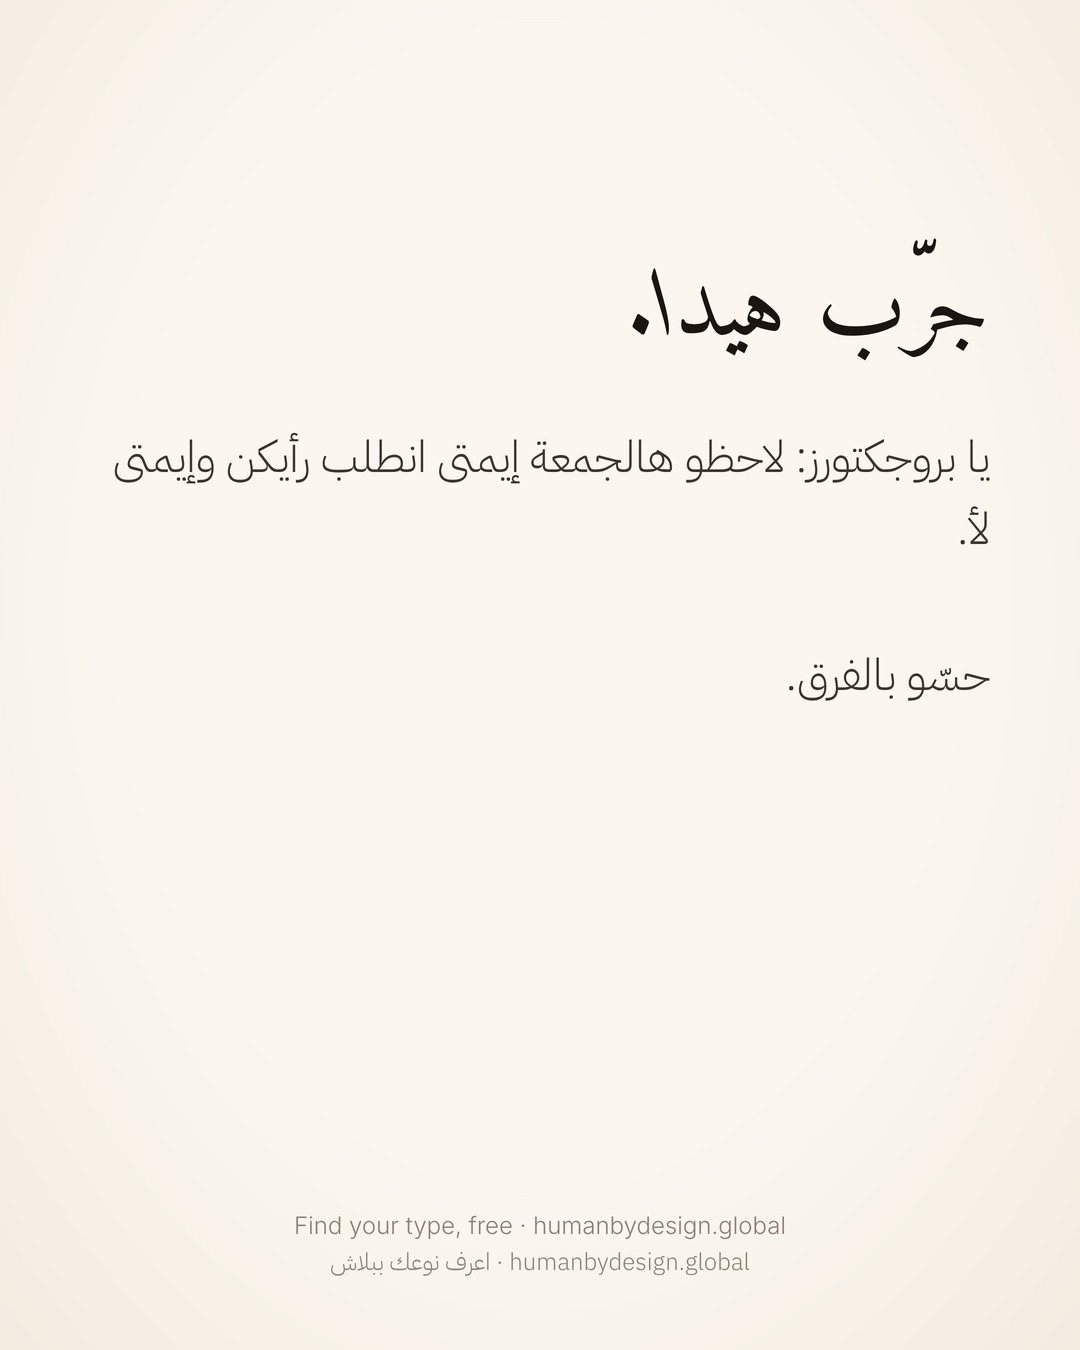 جرّب هيدا.
يا بروجكتورز: لاحظو هالجمعة إيمتى انطلب رأيكن وإيمتى
لأ.
حسّو بالفرق.
Find your type, free · humanbydesign.global
اعرف نوعك ببلاش · humanbydesign.global